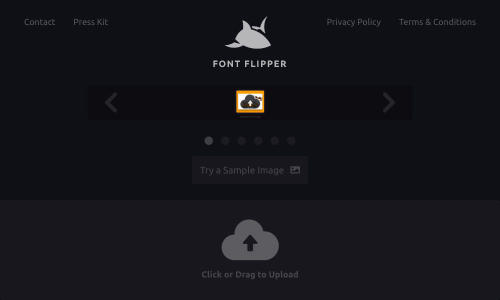 Contact
Press Kit
Privacy Policy
Terms & Conditions
FONT FLIPPER
Try a Sample Image
Click or Drag to Upload